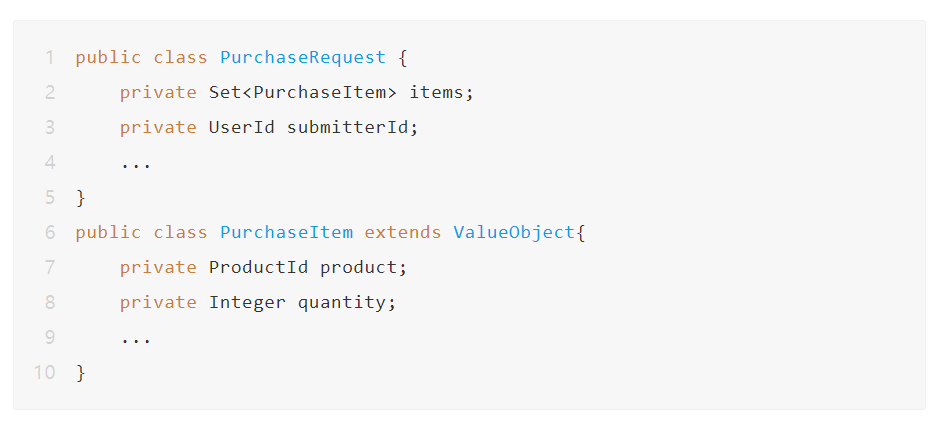 1 public class PurchaseRequest {
2     private Set<PurchaseItem> items;
3     private UserId submitterId;
4     ...
5 }
6 public class PurchaseItem extends ValueObject{
7     private ProductId product;
8     private Integer quantity;
9     ...
10 }